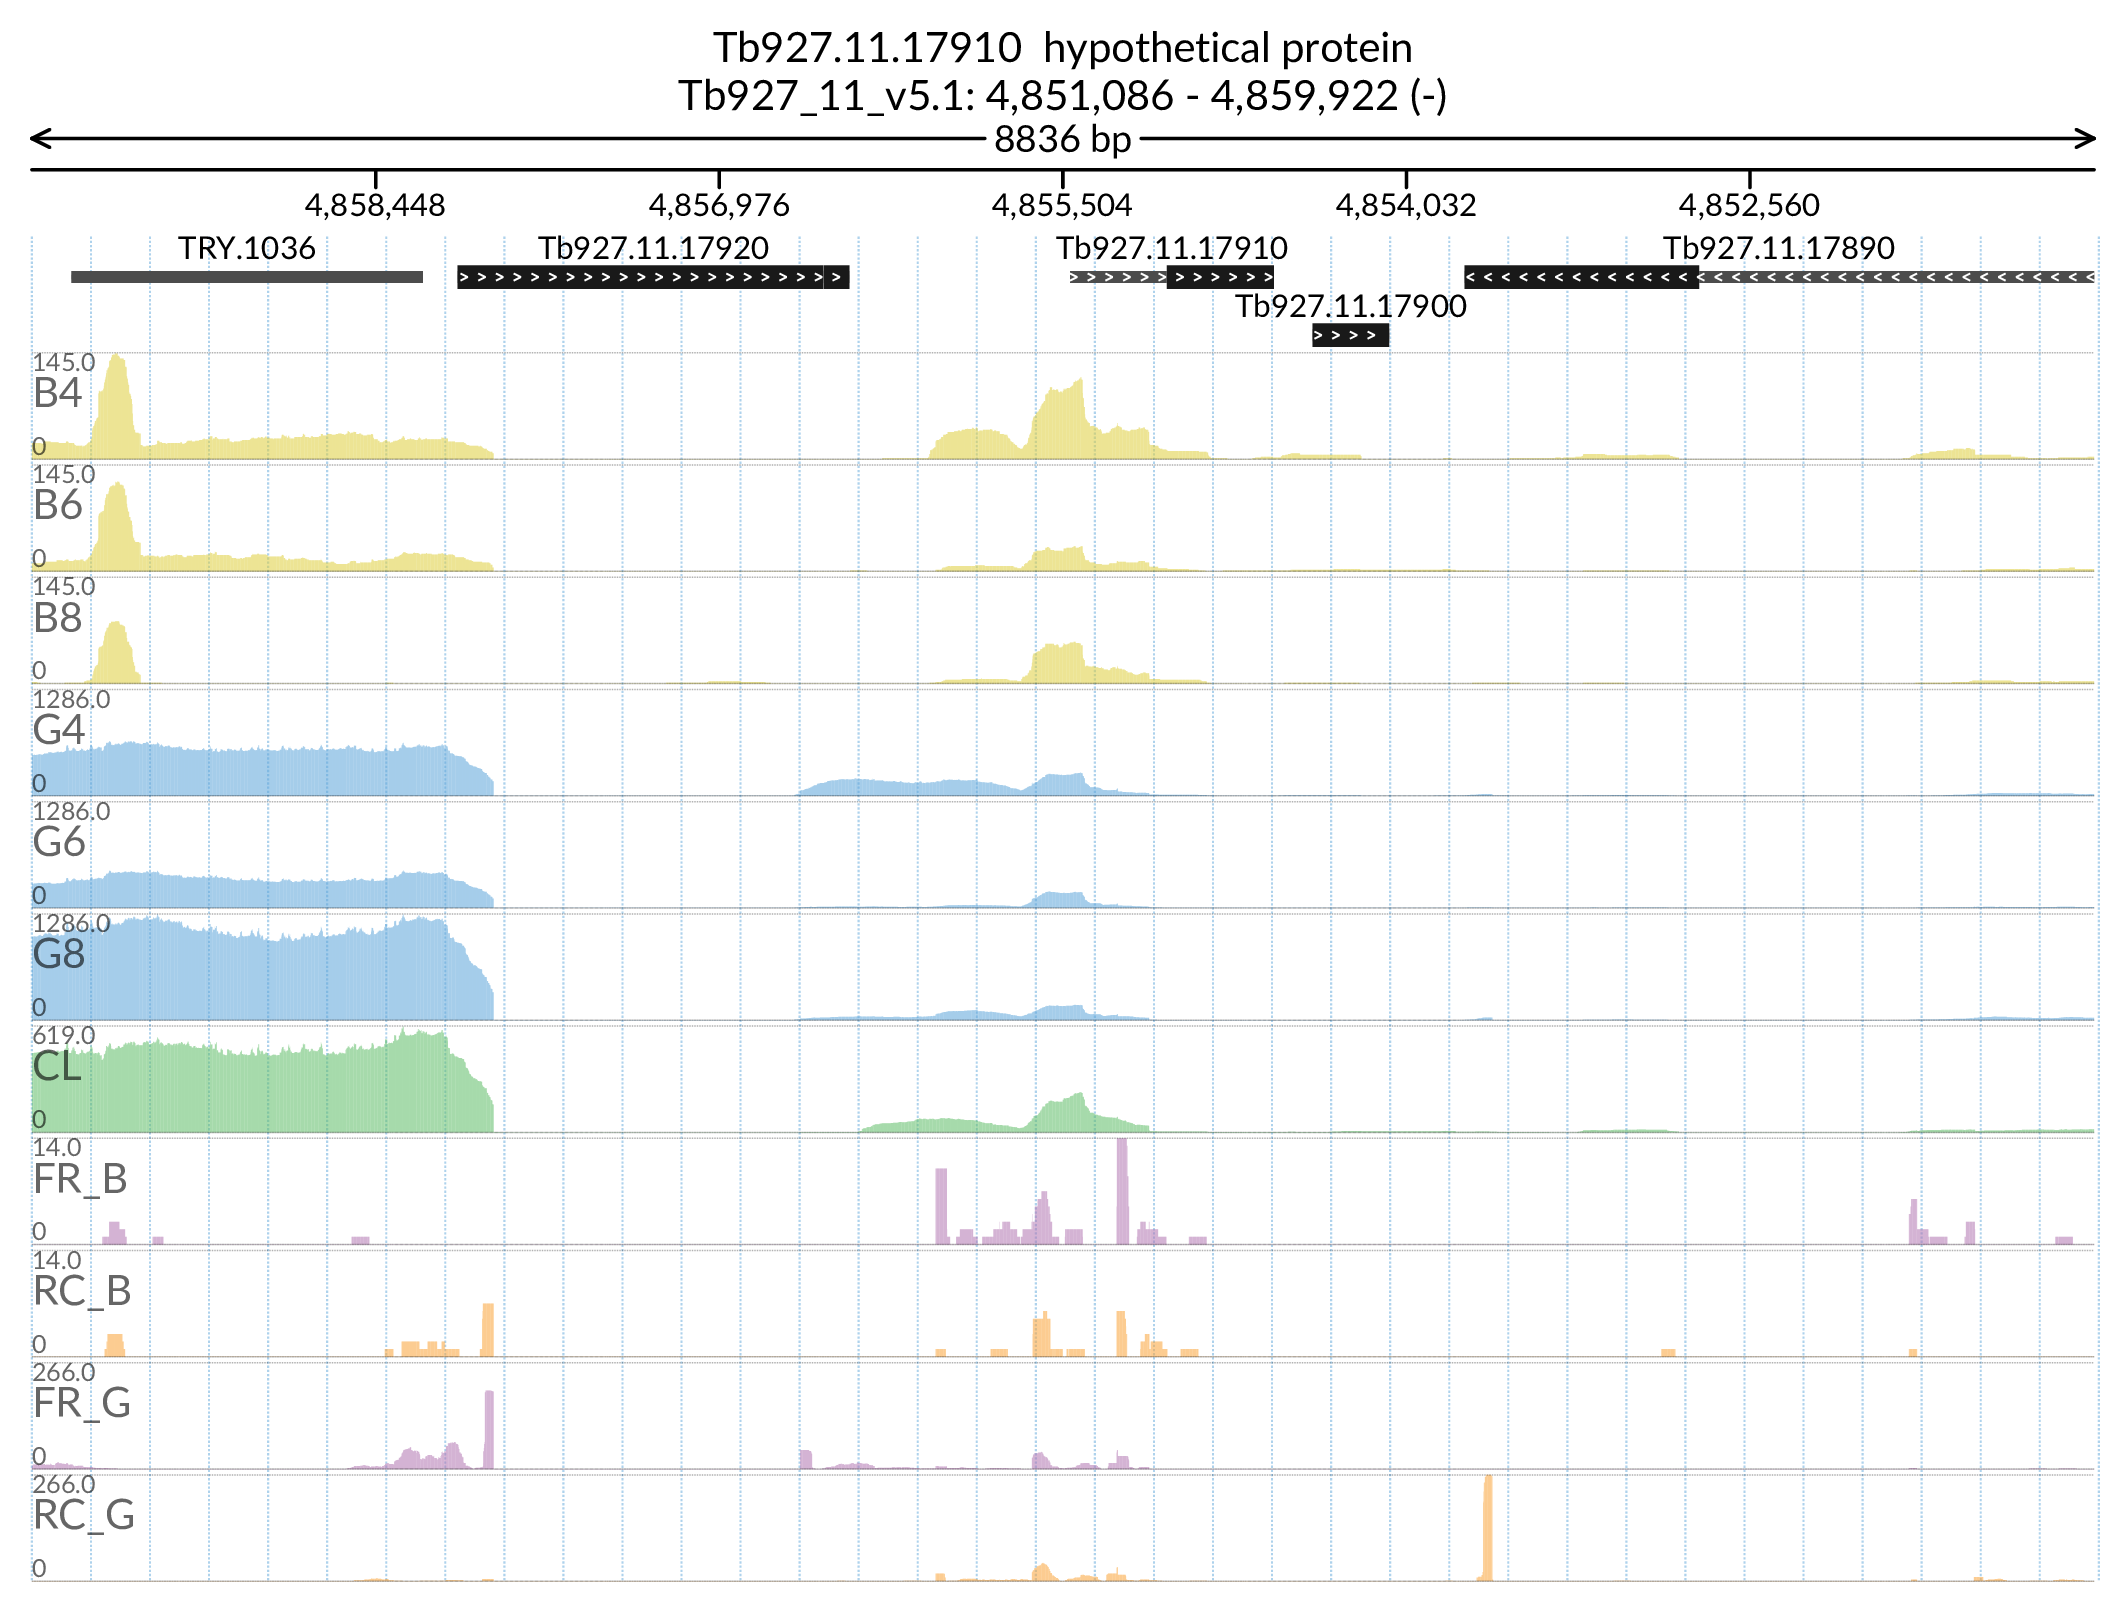 Tb927.11.17910 hypothetical protein
Tb927_11_v5.1: 4,851,086 - 4,859,922 (-)
8836 bp
4,858,448 4,856,976 4,855,504 4,854,032 4,852,560
TRY.1036 Tb927.11.17920 Tb927.11.17910 Tb927.11.17890
Tb927.11.17900
145.0
B4
0
145.0
B6
0
145.0
B8
0
1286.0
G4
0
1286.0
G6
0
1286.0
G8
0
619.0
CL
0
14.0
FR_B
0
14.0
RC_B
0
266.0
FR_G
0
266.0
RC_G
0